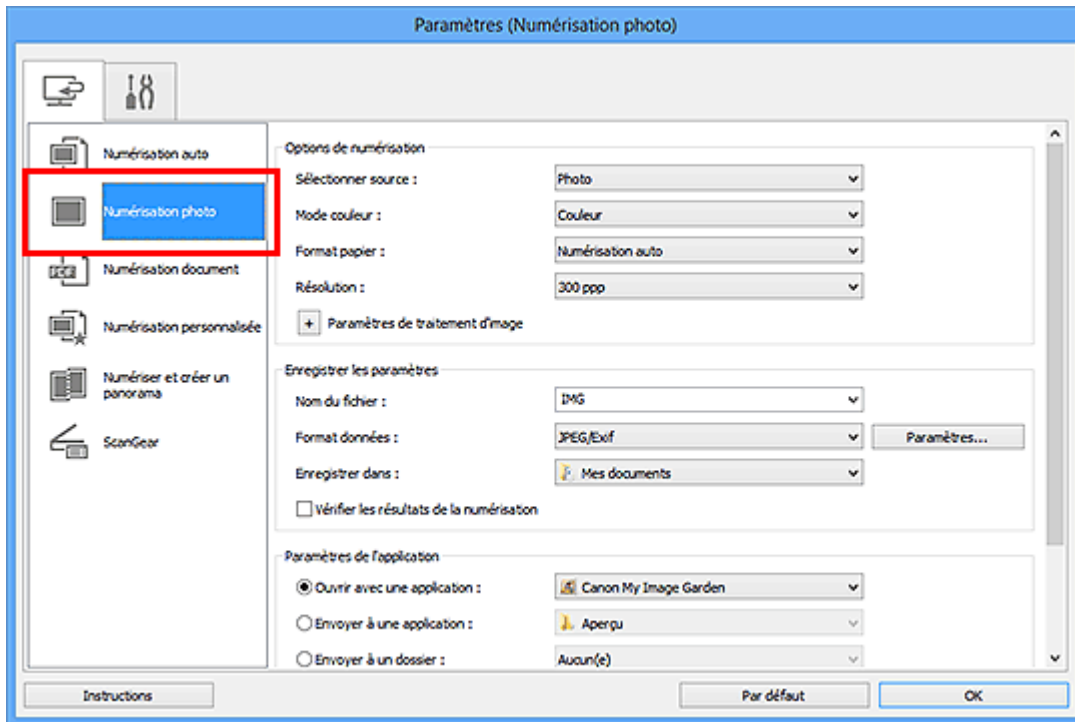 Paramètres (Numérisation photo)
Numérisation auto
Numérisation photo
Numérisation document
Numérisation personnalisée
Numériser et créer un
panorama
ScanGear
Options de numérisation
Sélectionner source : Photo
Mode couleur : Couleur
Format papier : Numérisation auto
Résolution : 300 ppp
+ Paramètres de traitement d'image
Enregistrer les paramètres
Nom du fichier : IMG
Format données : JPEG/Exif Paramètres...
Enregistrer dans : Mes documents
Vérifier les résultats de la numérisation
Paramètres de l'application
Ouvrir avec une application : Canon My Image Garden
Envoyer à une application : Aperçu
Envoyer à un dossier : Aucun(e)
Instructions Par défaut OK